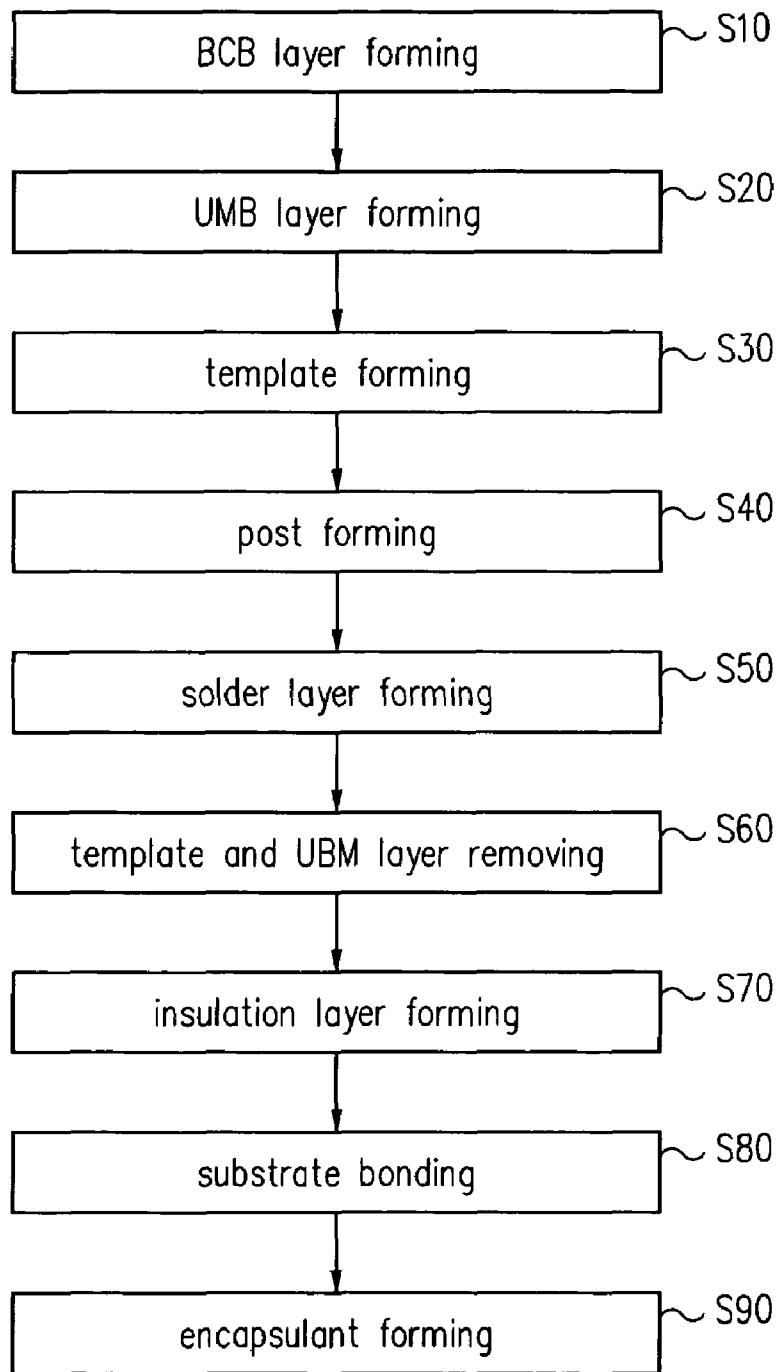 BCB layer forming S10
UMB layer forming S20
template forming S30
post forming S40
solder layer forming S50
template and UBM layer removing S60
insulation layer forming S70
substrate bonding S80
encapsulant forming S90